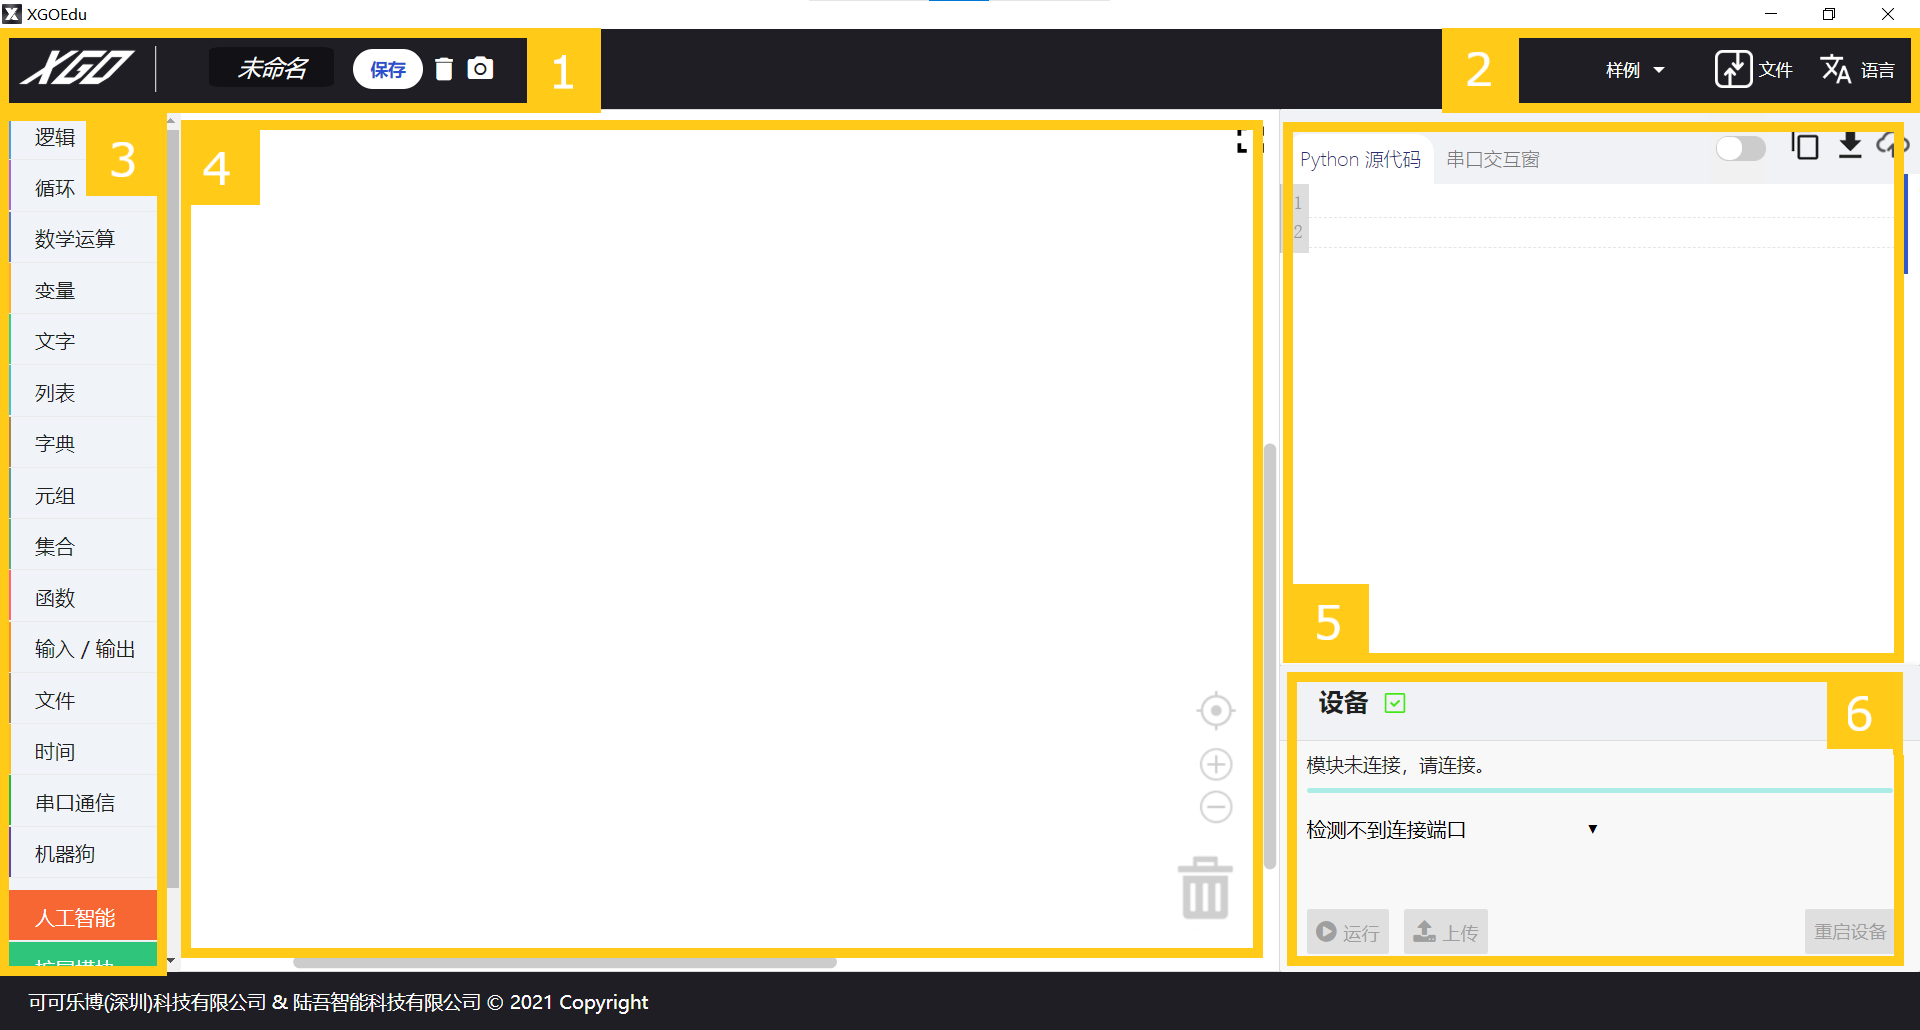 XGOEdu
XGO
未命名
保存
1
2
样例
文件
语言
3
逻辑
循环
数学运算
变量
文字
列表
字典
元组
集合
函数
输入 / 输出
文件
时间
串口通信
机器狗
人工智能
扩展模块
4
Python 源代码
串口交互窗
1
2
5
6
设备
模块未连接，请连接。
检测不到连接端口
运行
上传
重启设备
可可乐博(深圳)科技有限公司 & 陆吾智能科技有限公司 © 2021 Copyright